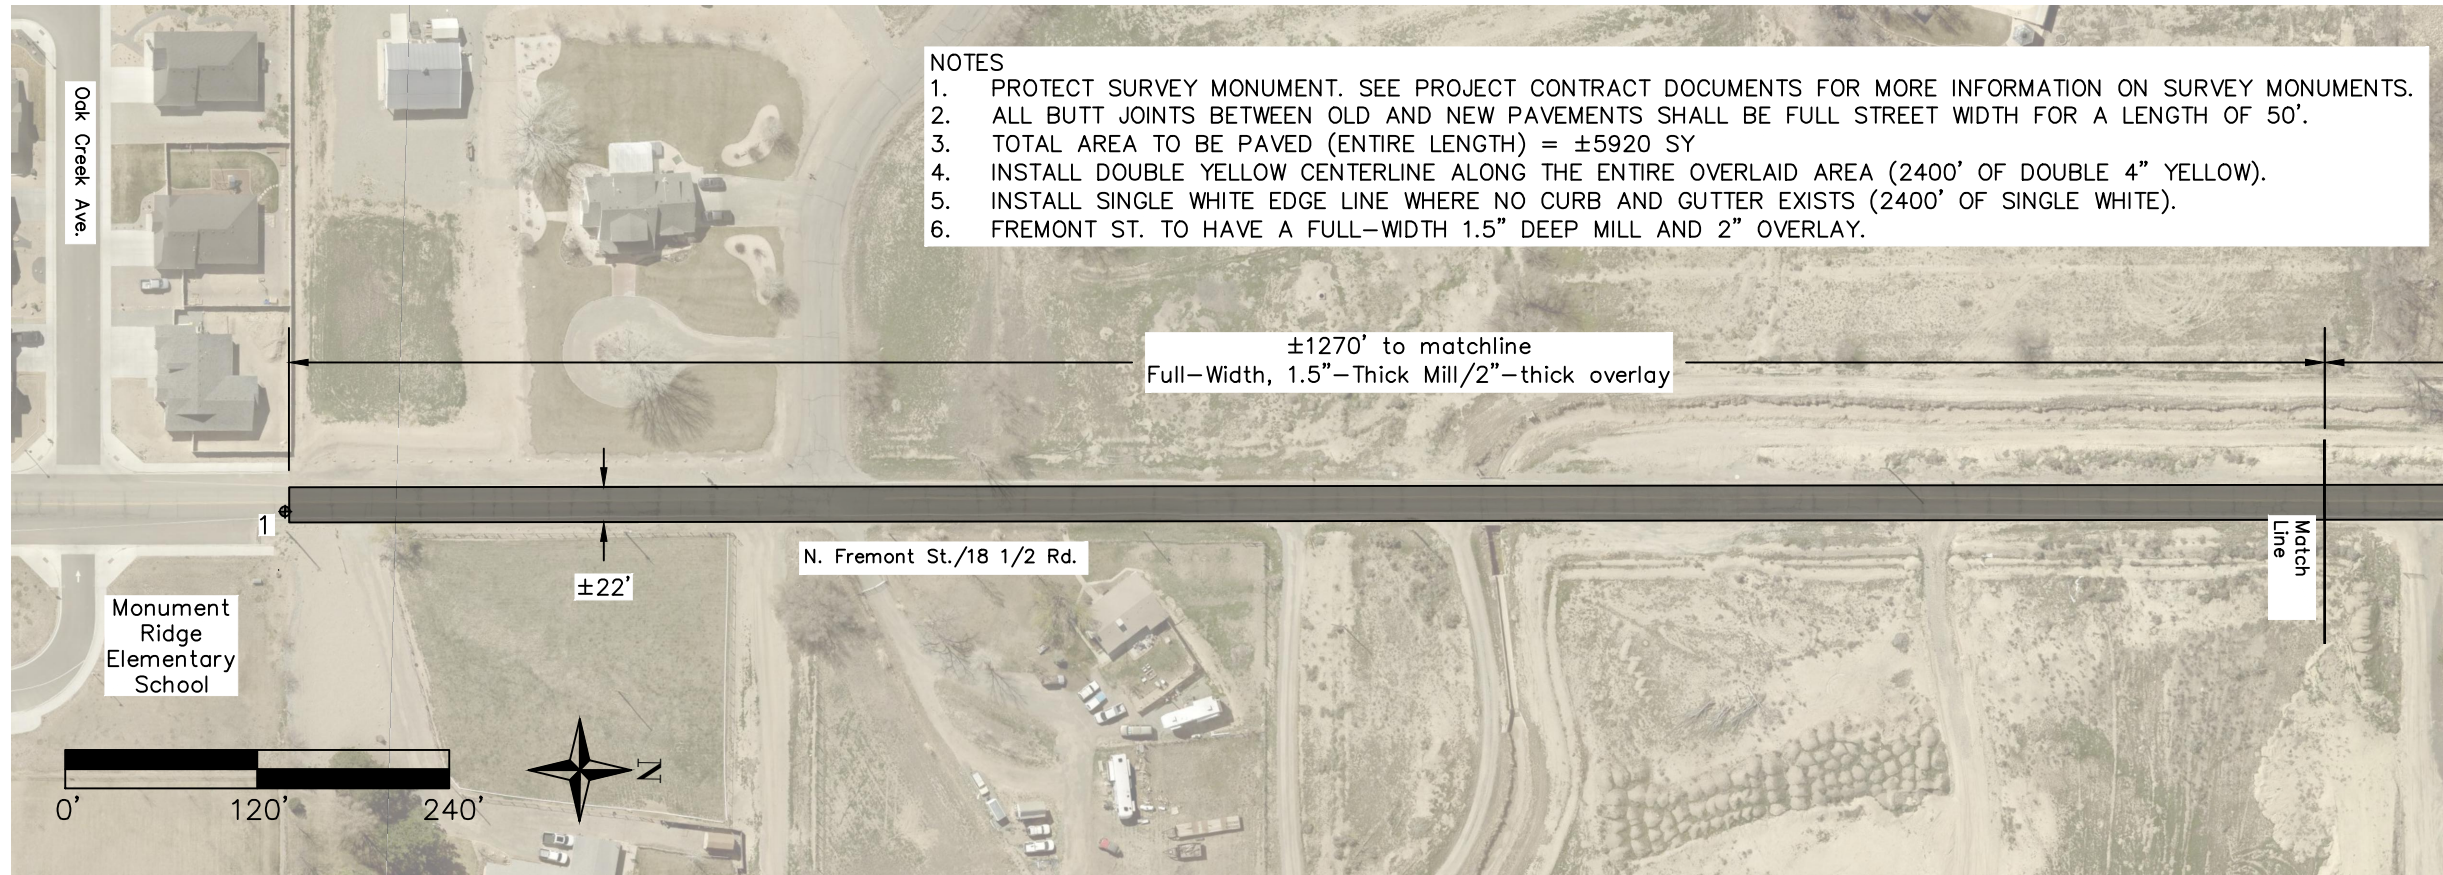 NOTES
1. PROTECT SURVEY MONUMENT. SEE PROJECT CONTRACT DOCUMENTS FOR MORE INFORMATION ON SURVEY MONUMENTS.
2. ALL BUTT JOINTS BETWEEN OLD AND NEW PAVEMENTS SHALL BE FULL STREET WIDTH FOR A LENGTH OF 50'.
3. TOTAL AREA TO BE PAVED (ENTIRE LENGTH) = ±5920 SY
4. INSTALL DOUBLE YELLOW CENTERLINE ALONG THE ENTIRE OVERLAID AREA (2400' OF DOUBLE 4" YELLOW).
5. INSTALL SINGLE WHITE EDGE LINE WHERE NO CURB AND GUTTER EXISTS (2400' OF SINGLE WHITE).
6. FREMONT ST. TO HAVE A FULL-WIDTH 1.5" DEEP MILL AND 2" OVERLAY.
Oak Creek Ave.
±1270' to matchline
Full-Width, 1.5"-Thick Mill/2"-thick overlay
1
N. Fremont St./18 1/2 Rd.
±22'
Match
Line
Monument
Ridge
Elementary
School
N
0' 120' 240'